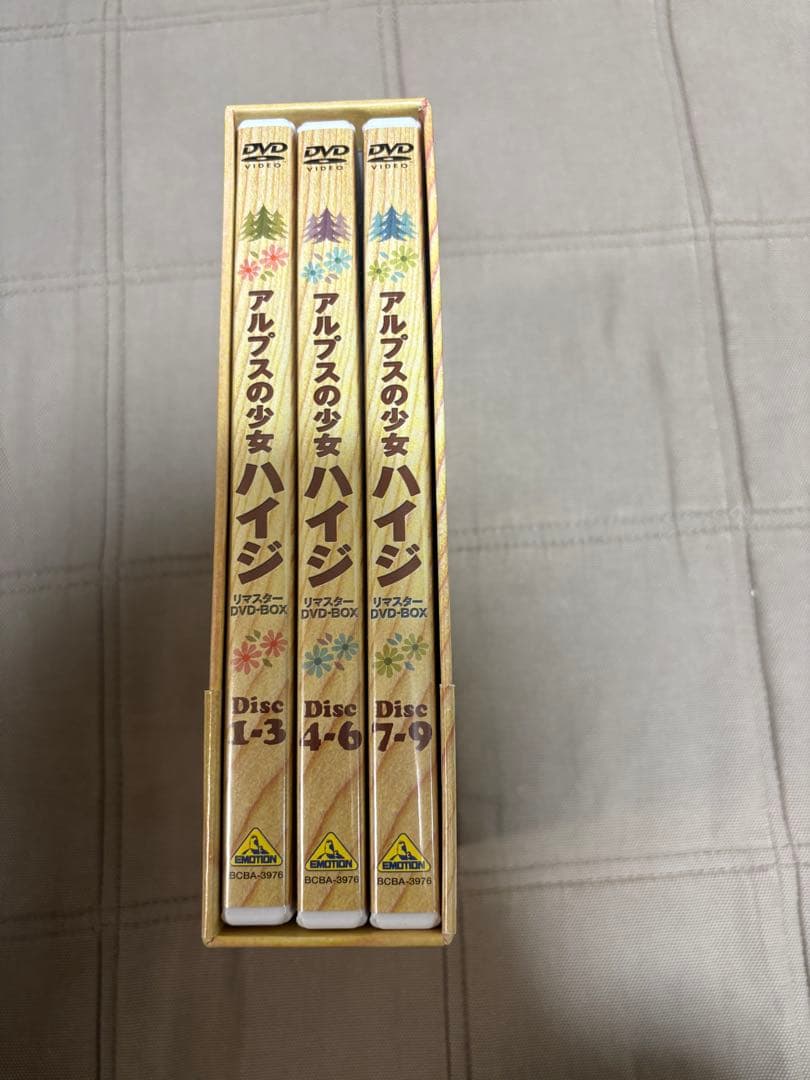 DVD
VIDEO
アルプスの少女
ハイジ
リマスター
DVD-BOX
Disc
1-3
EMOTION
BCBA-3976
DVD
VIDEO
アルプスの少女
ハイジ
リマスター
DVD-BOX
Disc
4-6
EMOTION
BCBA-3976
DVD
VIDEO
アルプスの少女
ハイジ
リマスター
DVD-BOX
Disc
7-9
EMOTION
BCBA-3976